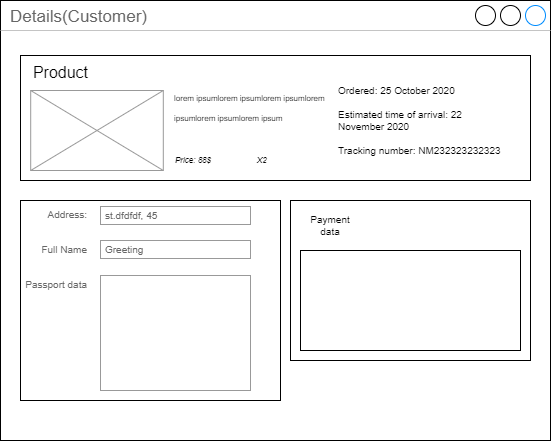 Details(Customer)
Product
lorem ipsumlorem ipsumlorem ipsumlorem
ipsumlorem ipsumlorem ipsum
Price: 88$ X2
Ordered: 25 October 2020
Estimated time of arrival: 22
November 2020
Tracking number: NM232323232323
Address: st.dfdfdf, 45
Full Name Greeting
Passport data
Payment
data